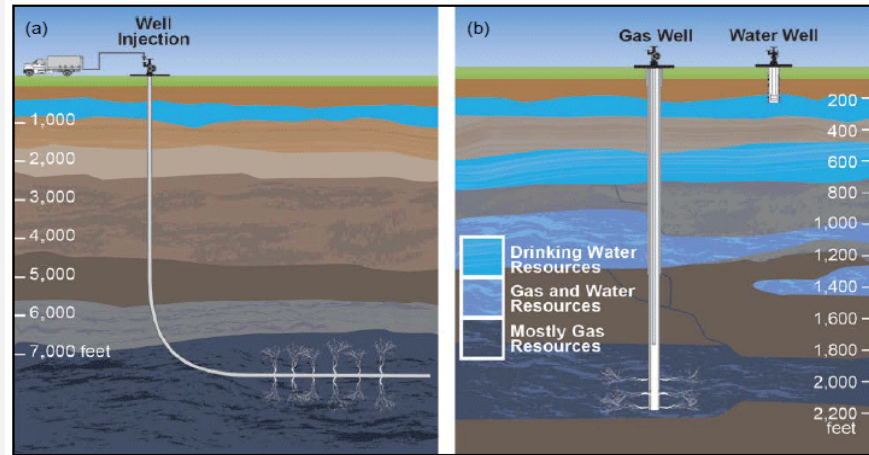 (a)
Well
Injection
1,000
2,000
3,000
4,000
5,000
6,000
7,000 feet
(b)
Gas Well
Water Well
200
400
600
800
1,000
1,200
1,400
1,600
1,800
2,000
2,200
feet
Drinking Water
Resources
Gas and Water
Resources
Mostly Gas
Resources